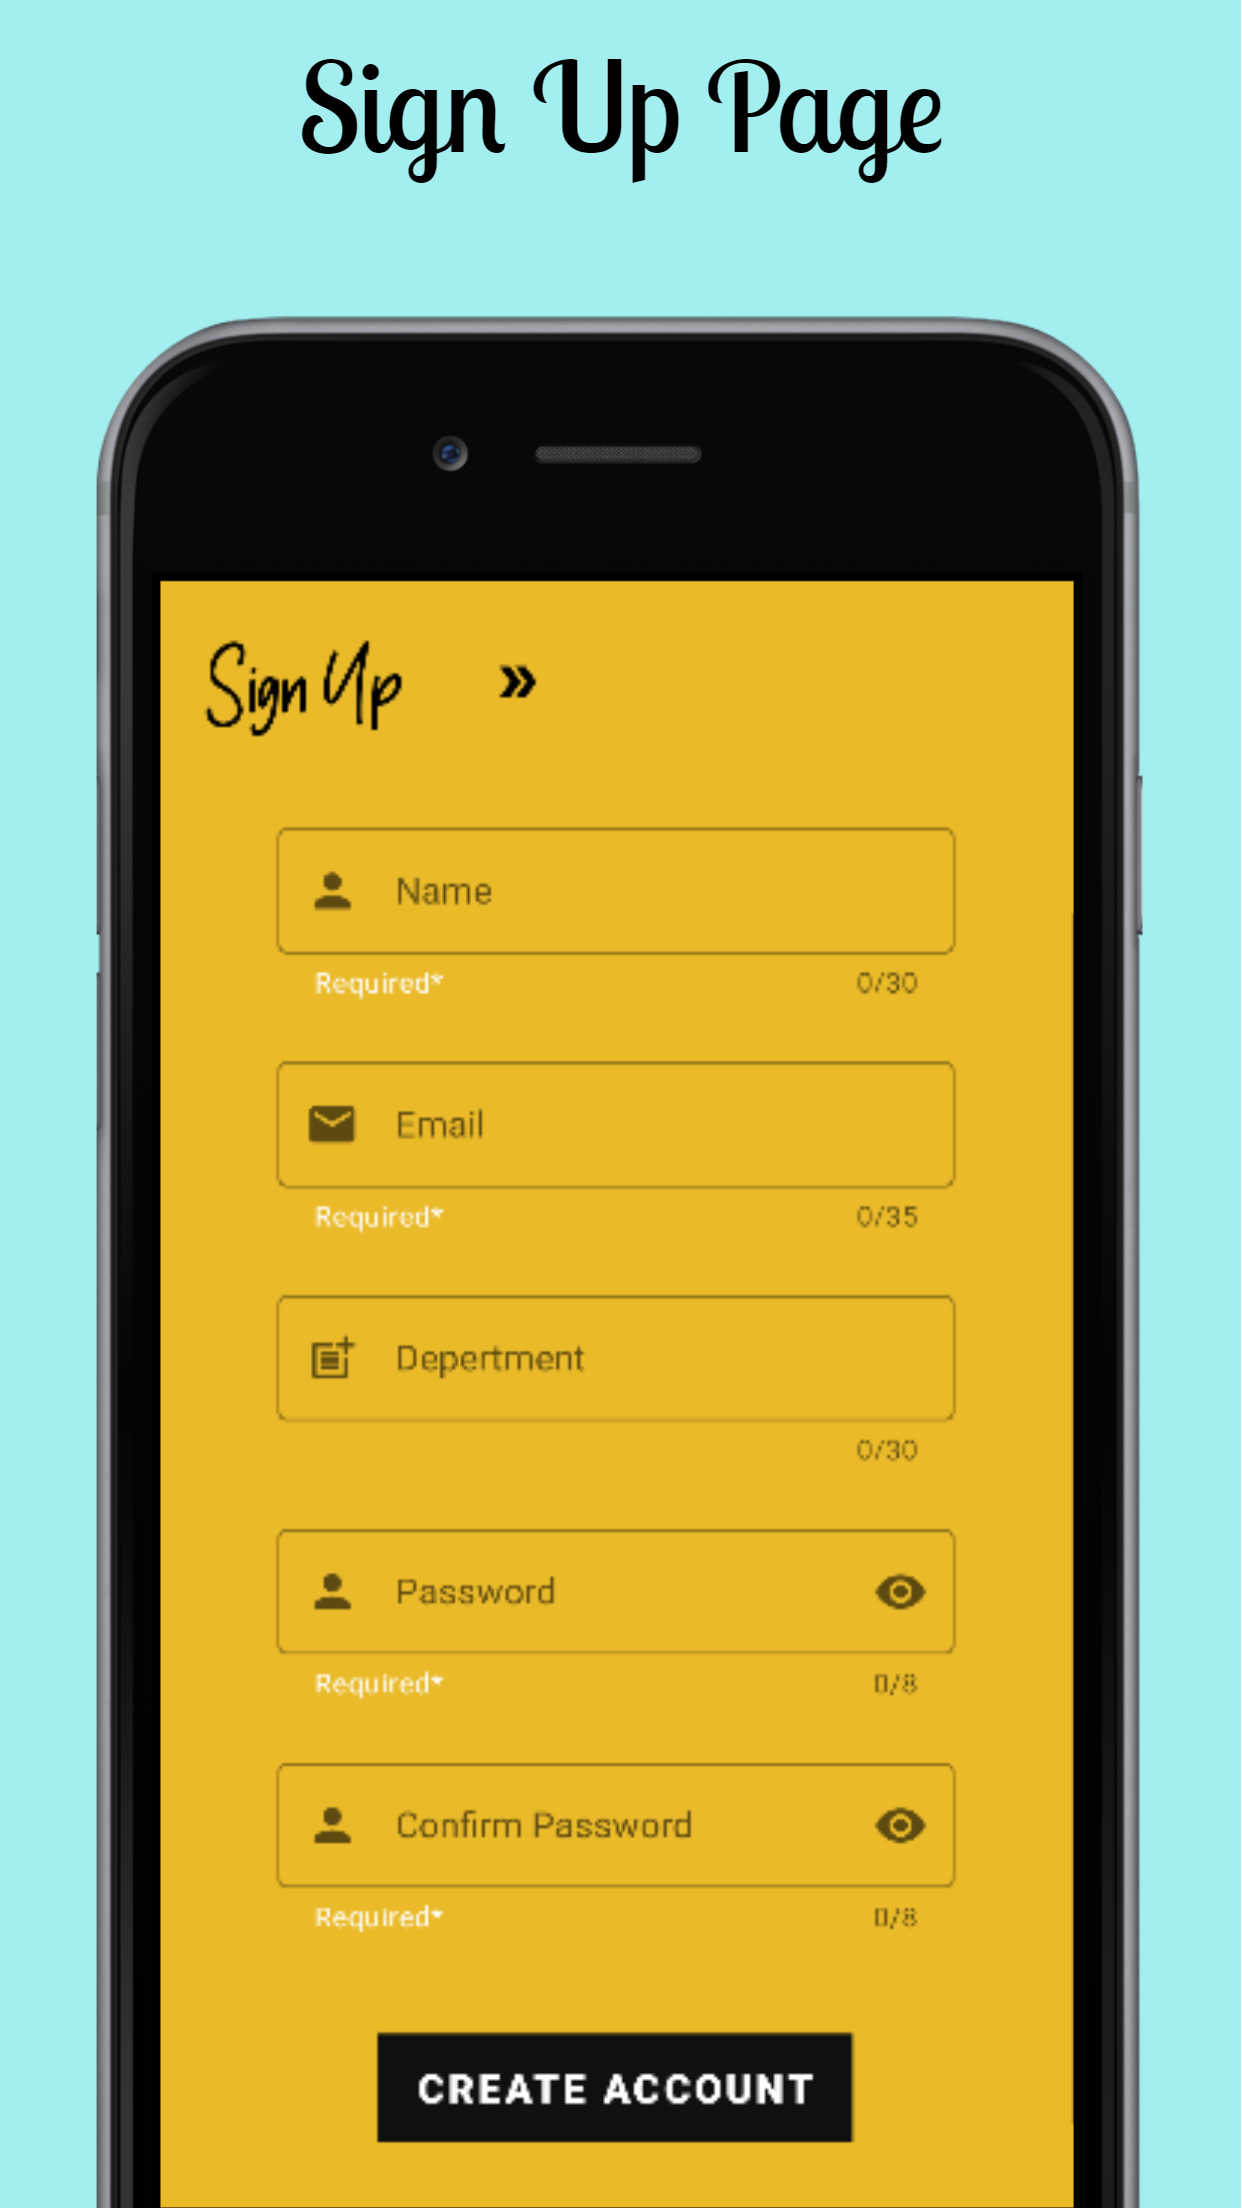 Sign Up Page
Sign Up »
Name
Required* 0/30
Email
Required* 0/35
Depertment
0/30
Password
Required* 0/8
Confirm Password
Required* 0/8
CREATE ACCOUNT